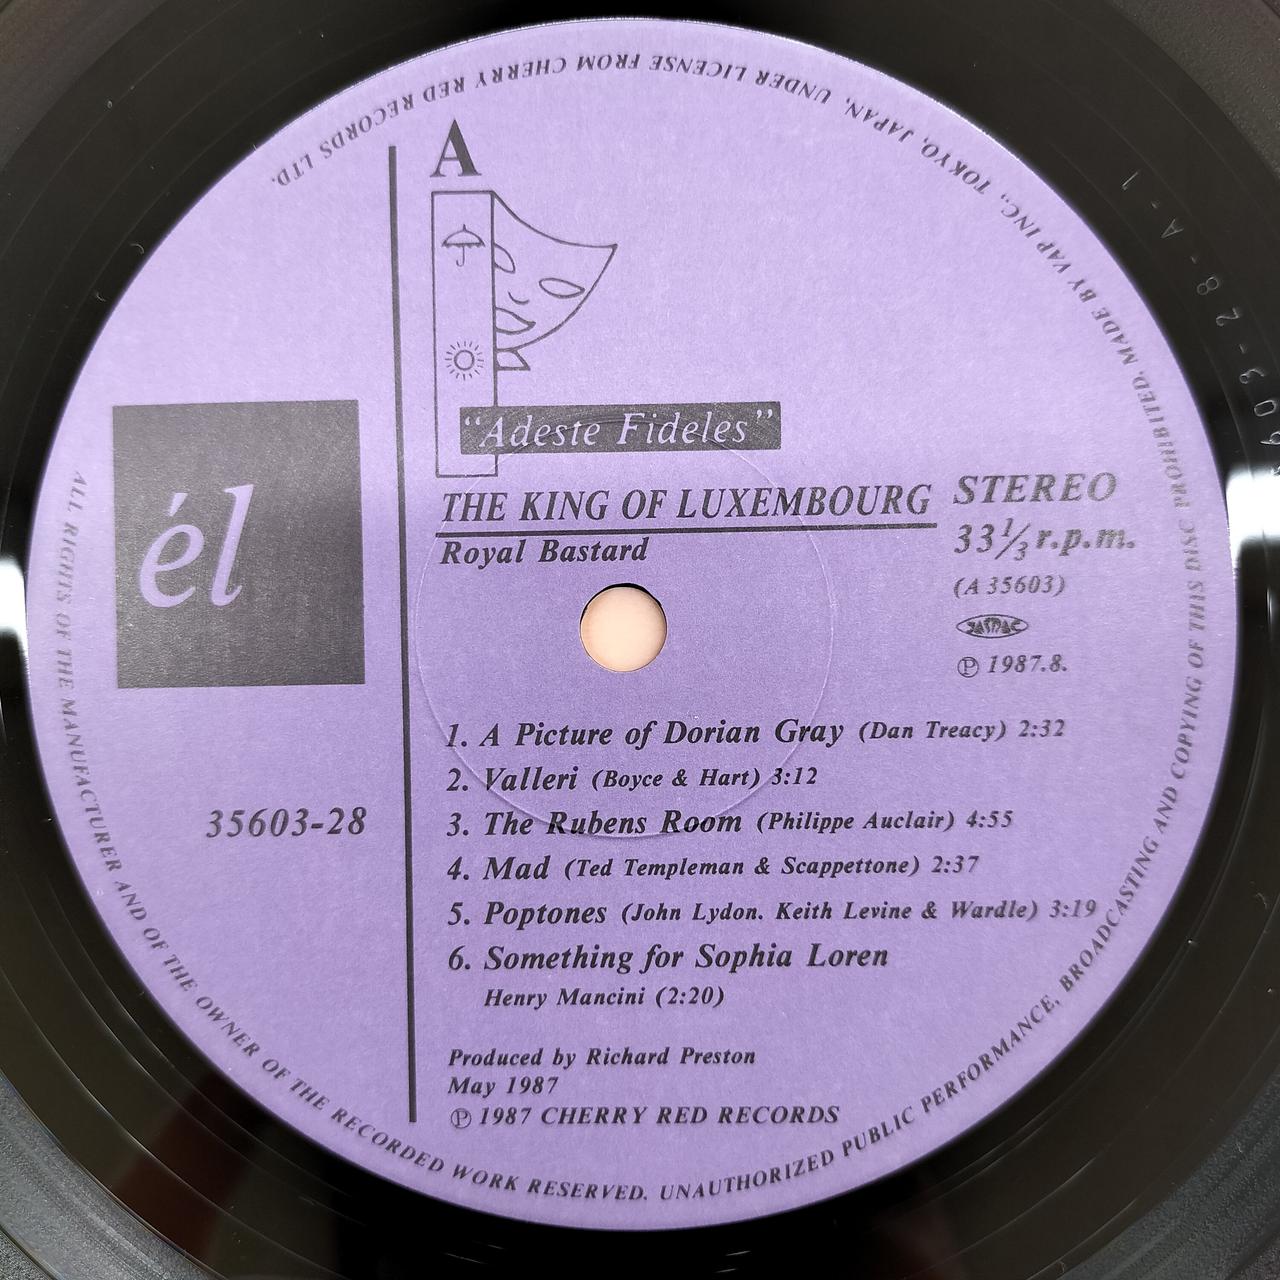 A
"Adeste Fideles"
él
THE KING OF LUXEMBOURG
Royal Bastard
STEREO
33⅓ r.p.m.
(A 35603)
JASRAC
℗ 1987.8.
35603-28
1. A Picture of Dorian Gray (Dan Treacy) 2:32
2. Valleri (Boyce & Hart) 3:12
3. The Rubens Room (Philippe Auclair) 4:55
4. Mad (Ted Templeman & Scappettone) 2:37
5. Poptones (John Lydon. Keith Levine & Wardle) 3:19
6. Something for Sophia Loren
Henry Mancini (2:20)
Produced by Richard Preston
May 1987
℗ 1987 CHERRY RED RECORDS
ALL RIGHTS OF THE MANUFACTURER AND OF THE OWNER OF THE RECORDED WORK RESERVED. UNAUTHORIZED PUBLIC PERFORMANCE, BROADCASTING AND COPYING OF THIS DISC PROHIBITED. MADE BY VAP INC., TOKYO, JAPAN, UNDER LICENSE FROM CHERRY RED RECORDS LTD.